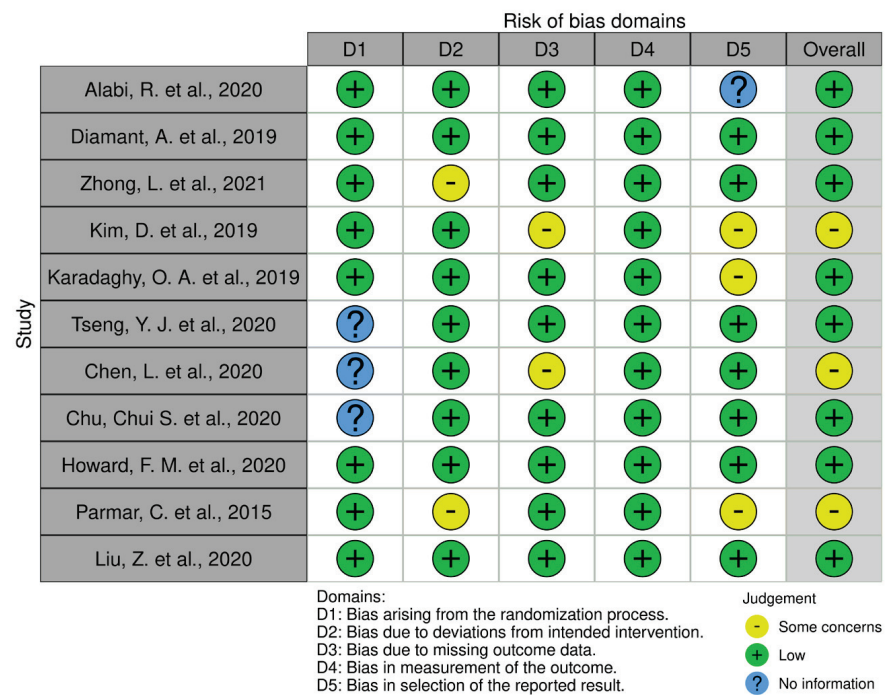 Risk of bias domains
D1 D2 D3 D4 D5 Overall
Study
Alabi, R. et al., 2020 + + + + ? +
Diamant, A. et al., 2019 + + + + + +
Zhong, L. et al., 2021 + - + + + +
Kim, D. et al., 2019 + + - + - -
Karadaghy, O. A. et al., 2019 + + + + - +
Tseng, Y. J. et al., 2020 ? + + + + +
Chen, L. et al., 2020 ? + - + + -
Chu, Chui S. et al., 2020 ? + + + + +
Howard, F. M. et al., 2020 + + + + + +
Parmar, C. et al., 2015 + - + + - -
Liu, Z. et al., 2020 + + + + + +
Domains:
D1: Bias arising from the randomization process.
D2: Bias due to deviations from intended intervention.
D3: Bias due to missing outcome data.
D4: Bias in measurement of the outcome.
D5: Bias in selection of the reported result.
Judgement
- Some concerns
+ Low
? No information